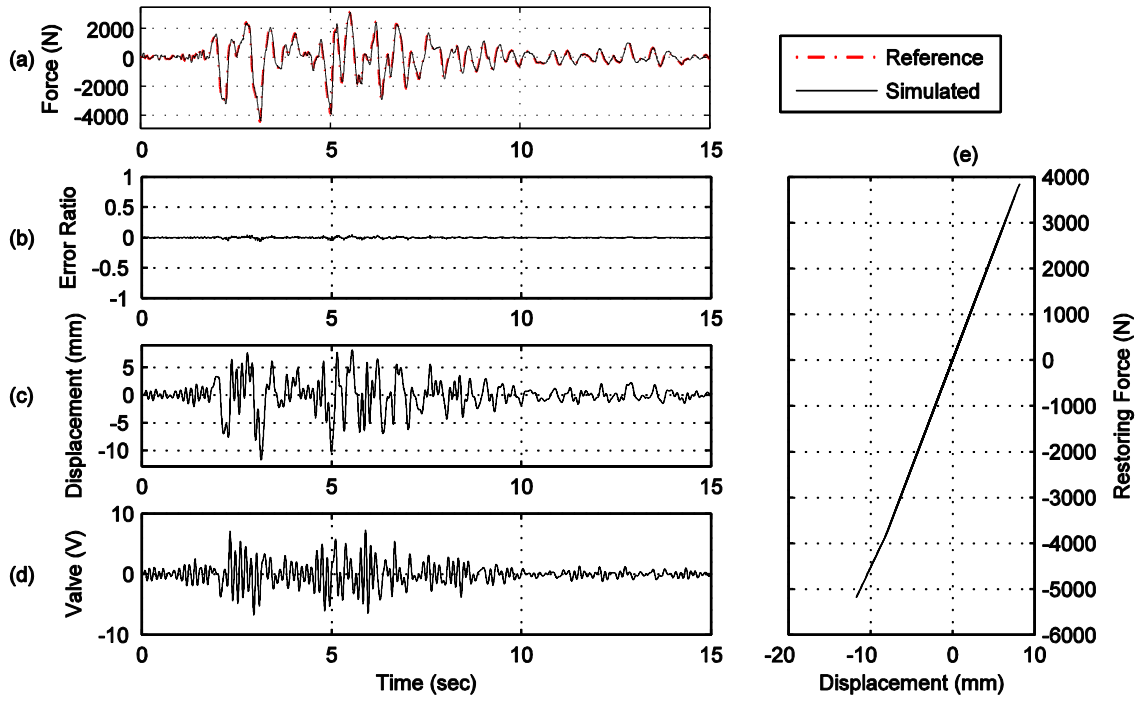 (a)
Force (N)
2000
0
-2000
-4000
0 5 10 15
Reference
Simulated
(b)
Error Ratio
1
0.5
0
-0.5
-1
0 5 10 15
(c)
Displacement (mm)
5
0
-5
-10
0 5 10 15
(d)
Valve (V)
10
0
-10
0 5 10 15
Time (sec)
(e)
4000
3000
2000
1000
0
-1000
-2000
-3000
-4000
-5000
-6000
Restoring Force (N)
-20 -10 0 10
Displacement (mm)